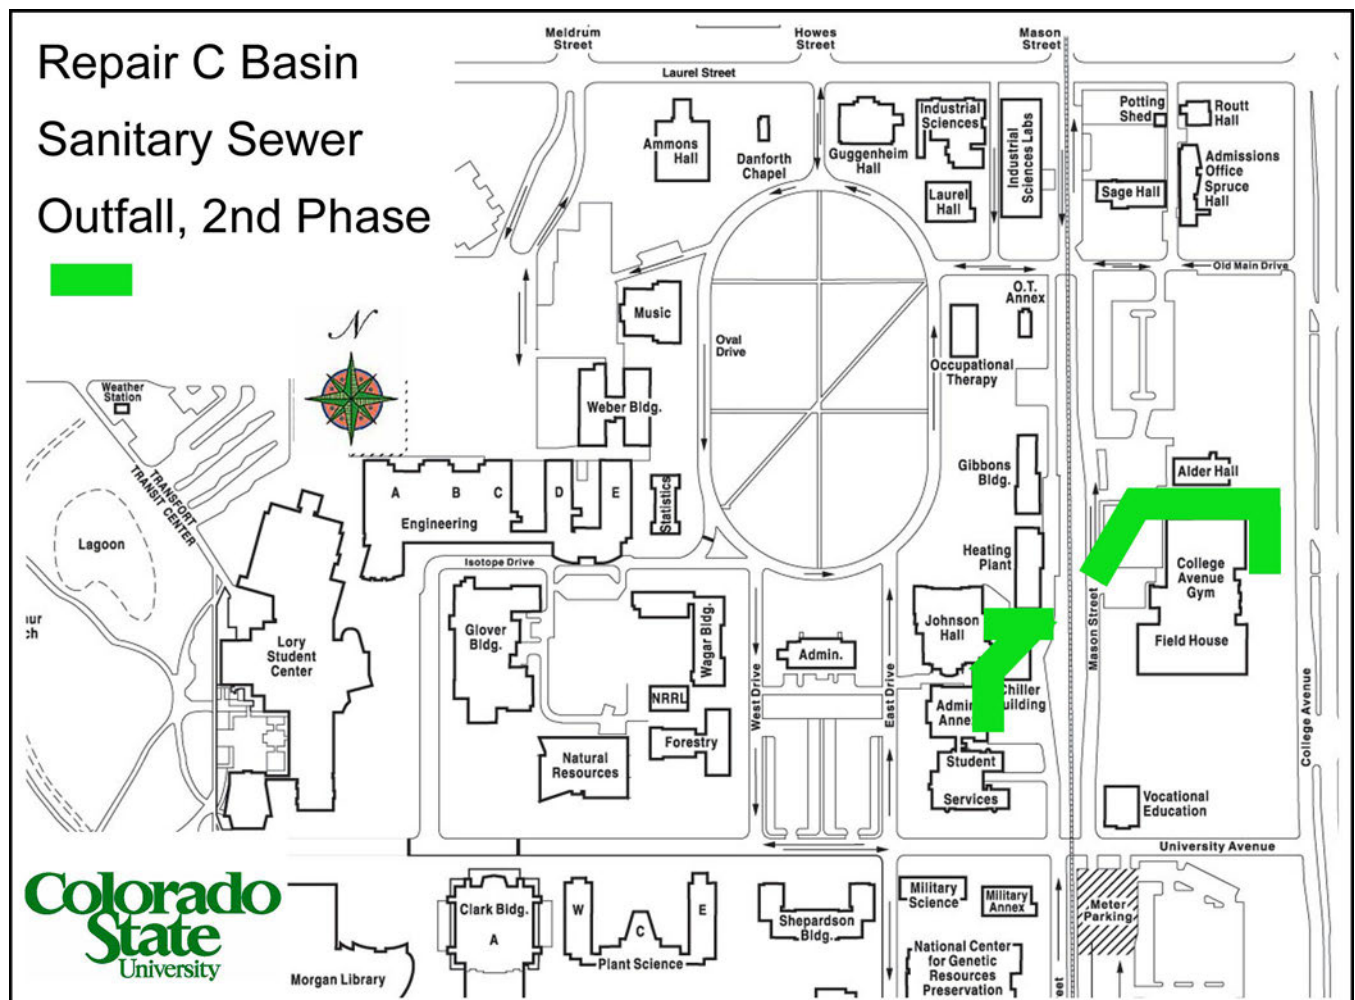 Repair C Basin
Sanitary Sewer
Outfall, 2nd Phase
Meldrum
Street
Howes
Street
Mason
Street
Laurel Street
Ammons
Hall
Danforth
Chapel
Guggenheim
Hall
Industrial
Sciences
Laurel
Hall
Industrial
Sciences Labs
Potting
Shed
Routt
Hall
Sage Hall
Admissions
Office
Spruce
Hall
Old Main Drive
N
Music
Oval
Drive
O.T.
Annex
Occupational
Therapy
Weather
Station
TRANSFORT
TRANSIT CENTER
Weber Bldg.
A
B
C
D
E
Engineering
Statistics
Gibbons
Bldg.
Alder Hall
Lagoon
Isotope Drive
Heating
Plant
College
Avenue
Gym
Field House
Mason Street
College Avenue
Lory
Student
Center
Glover
Bldg.
Wagar Bldg.
NRRL
Forestry
Natural
Resources
West Drive
Admin.
East Drive
Johnson
Hall
Chiller
Building
Admin
Annex
Student
Services
Vocational
Education
University Avenue
Colorado
State
University
Morgan Library
Clark Bldg.
A
W
C
E
Plant Science
Shepardson
Bldg.
Military
Science
Military
Annex
National Center
for Genetic
Resources
Preservation
Meter
Parking